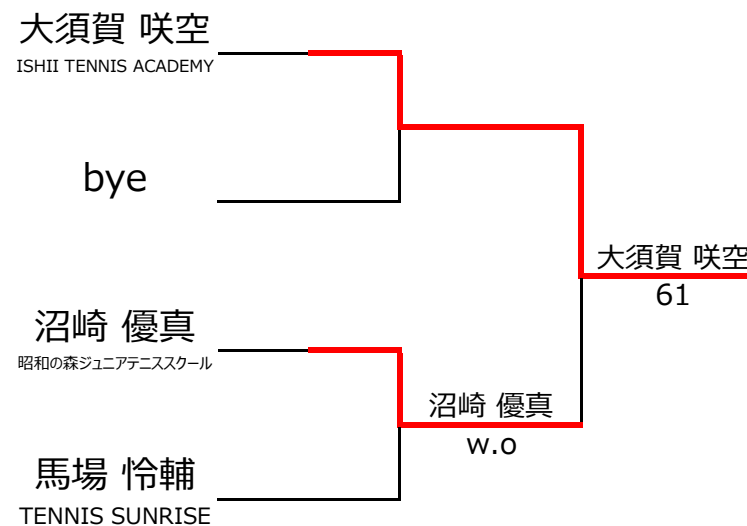 大須賀 咲空
ISHII TENNIS ACADEMY
bye
大須賀 咲空
61
沼崎 優真
昭和の森ジュニアテニススクール
沼崎 優真
w.o
馬場 怜輔
TENNIS SUNRISE